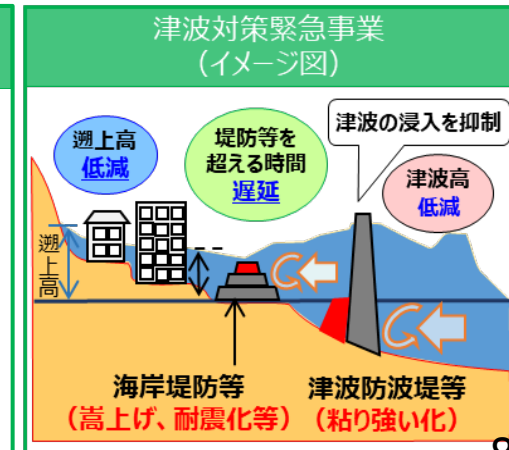 津波対策緊急事業
（イメージ図）
津波の浸入を抑制
遡上高
低減
堤防等を
超える時間
遅延
津波高
低減
遡上高
海岸堤防等
（嵩上げ、耐震化等）
津波防波堤等
（粘り強い化）